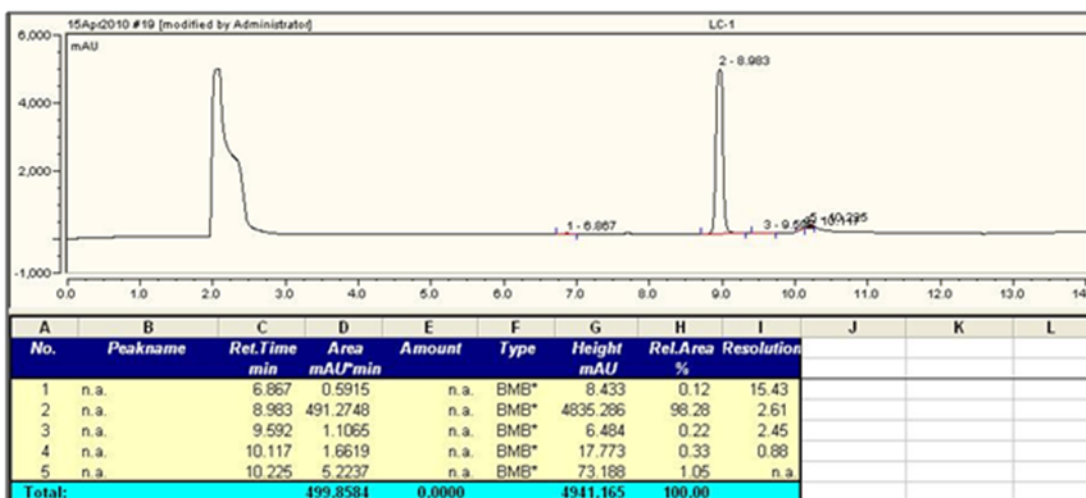 15Apr2010 #19 [modified by Administrator] LC-1
6,000
mAU
2 - 8.983
4,000
2,000
1 - 6.867
-1,000
0.0 2.0 3.0 4.0 5.0 6.0 7.0 8.0 9.0 10.0 11.0 12.0 13.0
A B C D E F G H I J K L
No. Peakname Ret.Time Area Amount Type Height Rel.Area Resolution
min mAU*min mAU %
1 n.a. 6.867 0.5915 n.a. BMB* 8.433 0.12 15.43
2 n.a. 8.983 491.2748 n.a. BMB* 4835.286 98.28 2.61
3 n.a. 9.592 1.1065 n.a. BMB* 6.484 0.22 2.45
4 n.a. 10.117 1.6619 n.a. BMB* 17.773 0.33 0.88
5 n.a. 10.225 5.2237 n.a. BMB* 73.188 1.05 n.a.
Total: 499.8584 0.0000 4941.165 100.00